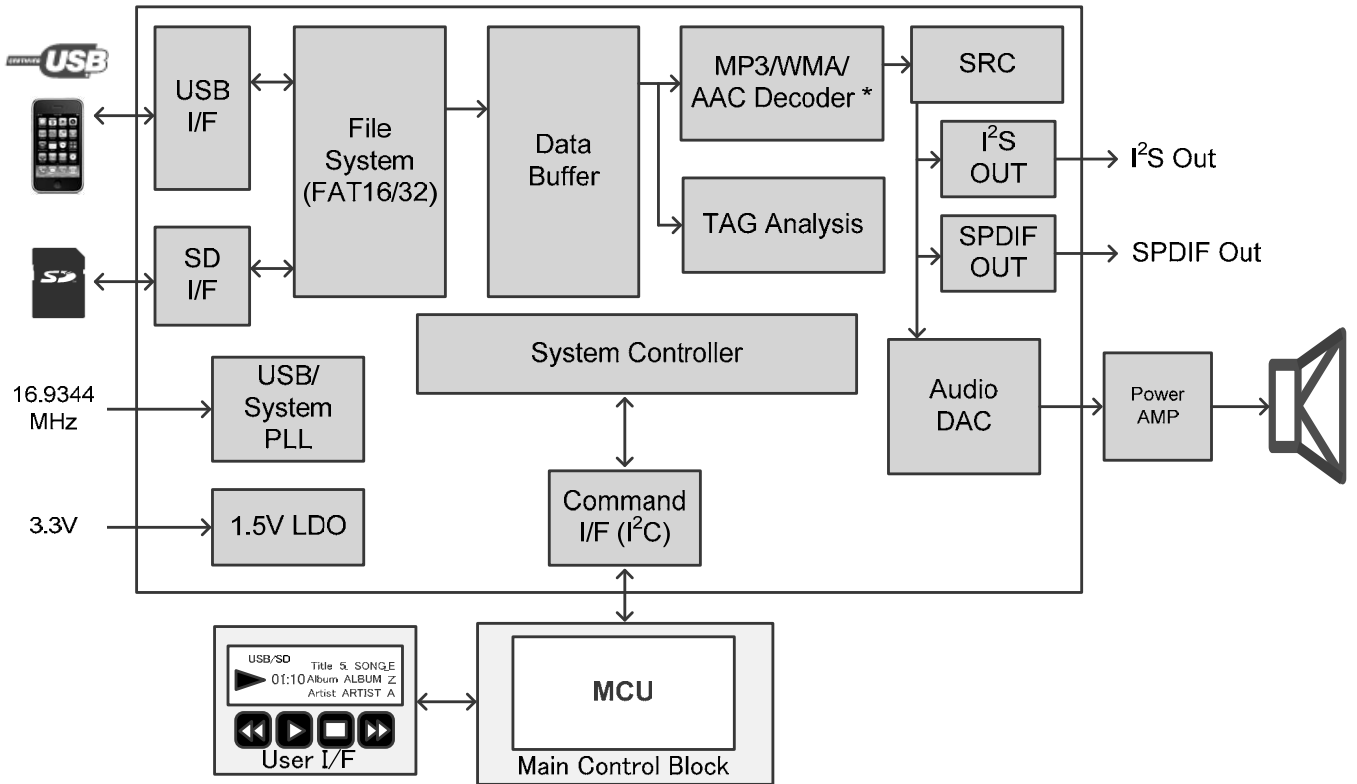 CERTIFIED USB
USB
I/F
File
System
(FAT16/32)
Data
Buffer
MP3/WMA/
AAC Decoder *
SRC
I²S
OUT
I²S Out
TAG Analysis
SPDIF
OUT
SPDIF Out
SD
I/F
SD
System Controller
16.9344
MHz
USB/
System
PLL
Audio
DAC
Power
AMP
3.3V
1.5V LDO
Command
I/F (I²C)
USB/SD
Title 5. SONG_E
01:10 Album ALBUM Z
Artist ARTIST A
User I/F
MCU
Main Control Block